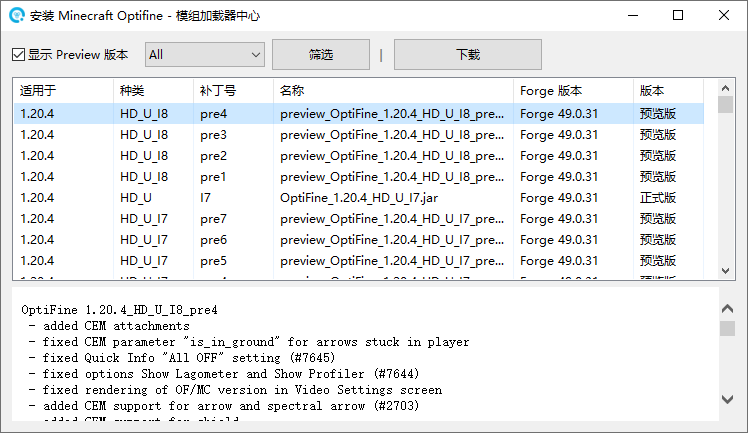 安装 Minecraft Optifine - 模组加载器中心
显示 Preview 版本 All 筛选 | 下载
适用于 种类 补丁号 名称 Forge 版本 版本
1.20.4 HD_U_I8 pre4 preview_OptiFine_1.20.4_HD_U_I8_pre... Forge 49.0.31 预览版
1.20.4 HD_U_I8 pre3 preview_OptiFine_1.20.4_HD_U_I8_pre... Forge 49.0.31 预览版
1.20.4 HD_U_I8 pre2 preview_OptiFine_1.20.4_HD_U_I8_pre... Forge 49.0.31 预览版
1.20.4 HD_U_I8 pre1 preview_OptiFine_1.20.4_HD_U_I8_pre... Forge 49.0.31 预览版
1.20.4 HD_U I7 OptiFine_1.20.4_HD_U_I7.jar Forge 49.0.31 正式版
1.20.4 HD_U_I7 pre7 preview_OptiFine_1.20.4_HD_U_I7_pre... Forge 49.0.31 预览版
1.20.4 HD_U_I7 pre6 preview_OptiFine_1.20.4_HD_U_I7_pre... Forge 49.0.31 预览版
1.20.4 HD_U_I7 pre5 preview_OptiFine_1.20.4_HD_U_I7_pre... Forge 49.0.31 预览版
OptiFine 1.20.4_HD_U_I8_pre4
- added CEM attachments
- fixed CEM parameter "is_in_ground" for arrows stuck in player
- fixed Quick Info "All OFF" setting (#7645)
- fixed options Show Lagometer and Show Profiler (#7644)
- fixed rendering of OF/MC version in Video Settings screen
- added CEM support for arrow and spectral arrow (#2703)
- added CEM support for shield